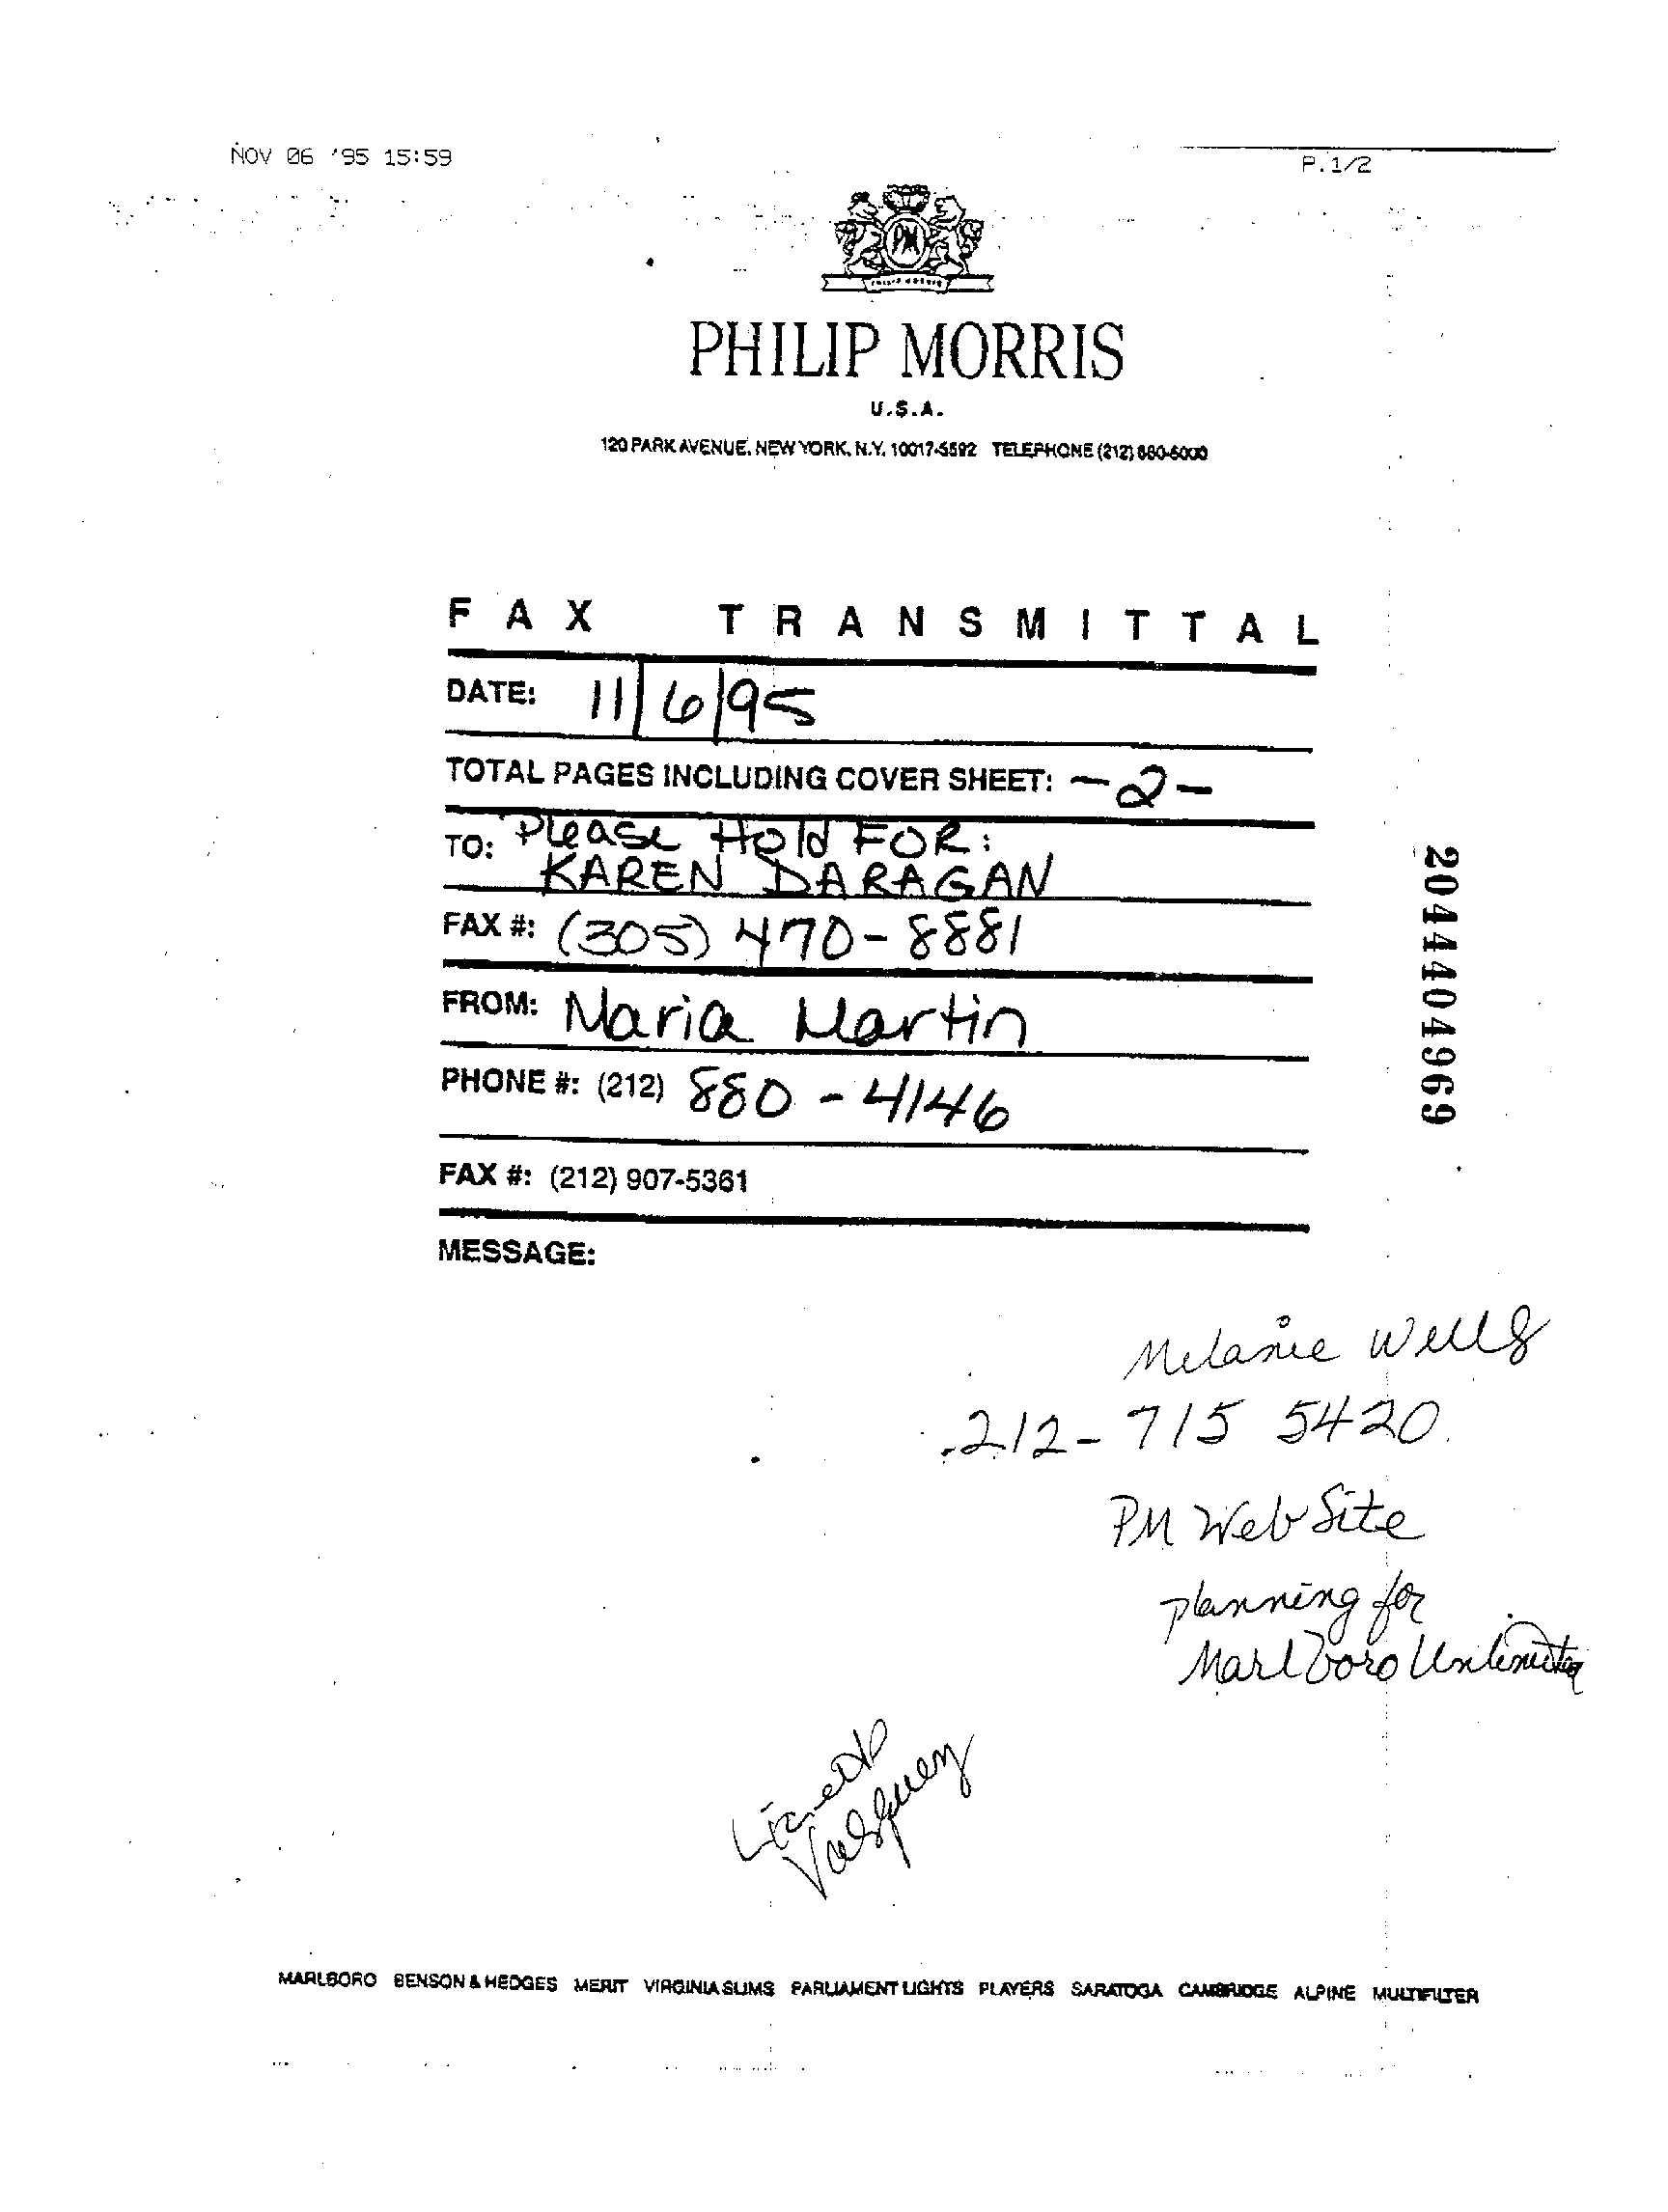 NOV 06 '95 15:59
P.1/2
PM
PHILIP MORRIS
U.S.A.
120 PARK AVENUE, NEW YORK, N.Y. 10017-5592 TELEPHONE (212) 880-5000
FAX TRANSMITTAL
DATE: 11/6/95
TOTAL PAGES INCLUDING COVER SHEET: -2-
TO: Please Hold FOR:
KAREN DARAGAN
FAX #: (305) 470-8881
FROM: Maria Martin
PHONE #: (212) 880-4146
FAX #: (212) 907-5361
MESSAGE:
2044404969
Melanie Wells
212-715 5420
PM Web Site
planning for
Marlboro Unlimited
Vasquez
MARLBORO BENSON & HEDGES MERIT VIRGINIA SLIMS PARLIAMENT LIGHTS PLAYERS SARATOGA CAMBRIDGE ALPINE MULTIFILTER